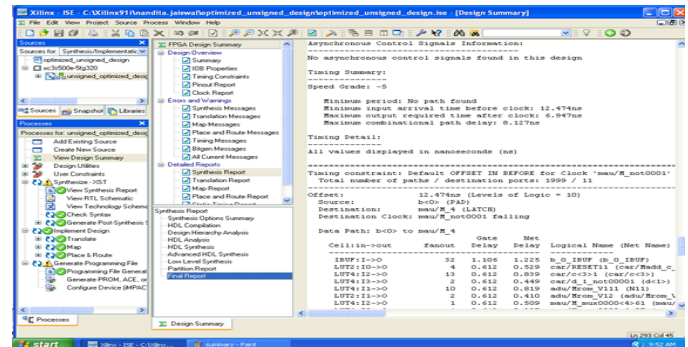 Xilinx - ISE - C:\Xilinx91i\nandita.jaiswal\optimized_unsigned_design\optimized_unsigned_design.ise - [Design Summary]
File Edit View Project Source Process Window Help
Sources
Sources for: Synthesis/Implementatic
optimized_unsigned_design
xc3s500e-5fg320
unsigned_optimized_desig
Sources Snapshot Libraries
Processes
Processes for: unsigned_optimized_desig
Add Existing Source
Create New Source
View Design Summary
Design Utilities
User Constraints
Synthesize - XST
View Synthesis Report
View RTL Schematic
View Technology Schema
Check Syntax
Generate Post-Synthesis S
Implement Design
Translate
Map
Place & Route
Generate Programming File
Programming File Generat
Generate PROM, ACE, or
Configure Device (iMPAC
Processes
FPGA Design Summary
Design Overview
Summary
IOB Properties
Timing Constraints
Pinout Report
Clock Report
Errors and Warnings
Synthesis Messages
Translation Messages
Map Messages
Place and Route Messages
Timing Messages
Bitgen Messages
All Current Messages
Detailed Reports
Synthesis Report
Translation Report
Map Report
Place and Route Report
Synthesis Report
Synthesis Options Summary
HDL Compilation
Design Hierarchy Analysis
HDL Analysis
HDL Synthesis
Advanced HDL Synthesis
Low Level Synthesis
Partition Report
Final Report
Design Summary
Asynchronous Control Signals Information:
----------------------------------------
No asynchronous control signals found in this design
Timing Summary:
---------------
Speed Grade: -5
Minimum period: No path found
Minimum input arrival time before clock: 12.474ns
Maximum output required time after clock: 6.947ns
Maximum combinational path delay: 8.127ns
Timing Detail:
--------------
All values displayed in nanoseconds (ns)
Timing constraint: Default OFFSET IN BEFORE for Clock 'mau/M_not0001'
Total number of paths / destination ports: 1999 / 11
Offset: 12.474ns (Levels of Logic = 10)
Source: b<0> (PAD)
Destination: mau/M_4 (LATCH)
Destination Clock: mau/M_not0001 falling
Data Path: b<0> to mau/M_4
Gate Net
Cell:in->out fanout Delay Delay Logical Name (Net Name)
IBUF:I->O 32 1.106 1.225 b_0_IBUF (b_0_IBUF)
LUT2:I0->O 4 0.612 0.529 car/RESET11 (car/Madd_c_
LUT4:I2->O 13 0.612 0.839 car/c<3>1 (car/c<3>)
LUT4:I3->O 2 0.612 0.449 car/d_1_not00001 (d<1>)
LUT4:I1->O 10 0.612 0.819 adu/Mrom_V111 (N11)
LUT4:I2->O 2 0.612 0.410 adu/Mrom_V12 (adu/Mrom_V
LUT4:I2->O 2 0.612 0.509 mau/M_mux0000<4>61 (mau/
Ln 293 Col 45
start Xilinx - ISE - C:\Xilinx... summary - Paint 9:52 AM